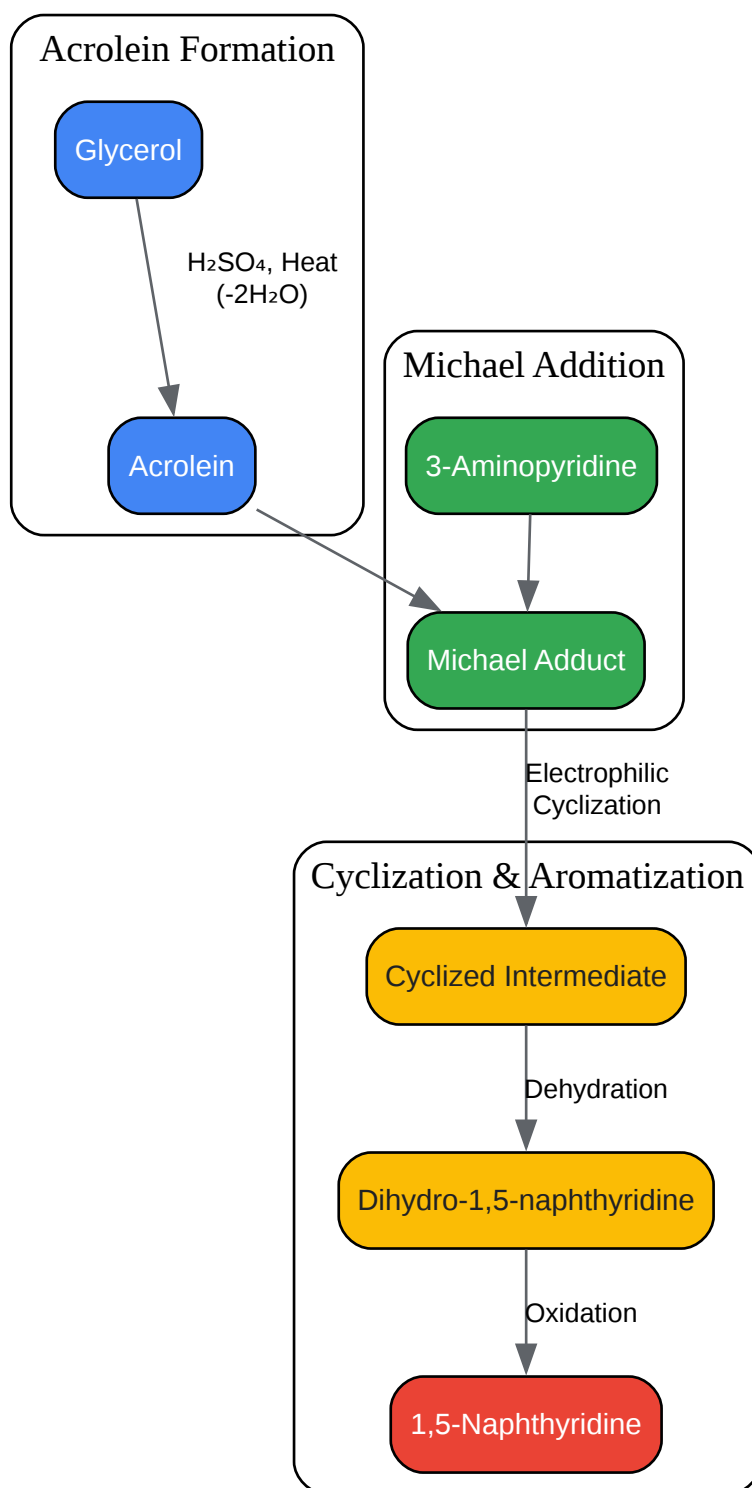 Acrolein Formation
Glycerol
H₂SO₄, Heat
(-2H₂O)
Acrolein
Michael Addition
3-Aminopyridine
Michael Adduct
Electrophilic
Cyclization
Cyclization & Aromatization
Cyclized Intermediate
Dehydration
Dihydro-1,5-naphthyridine
Oxidation
1,5-Naphthyridine